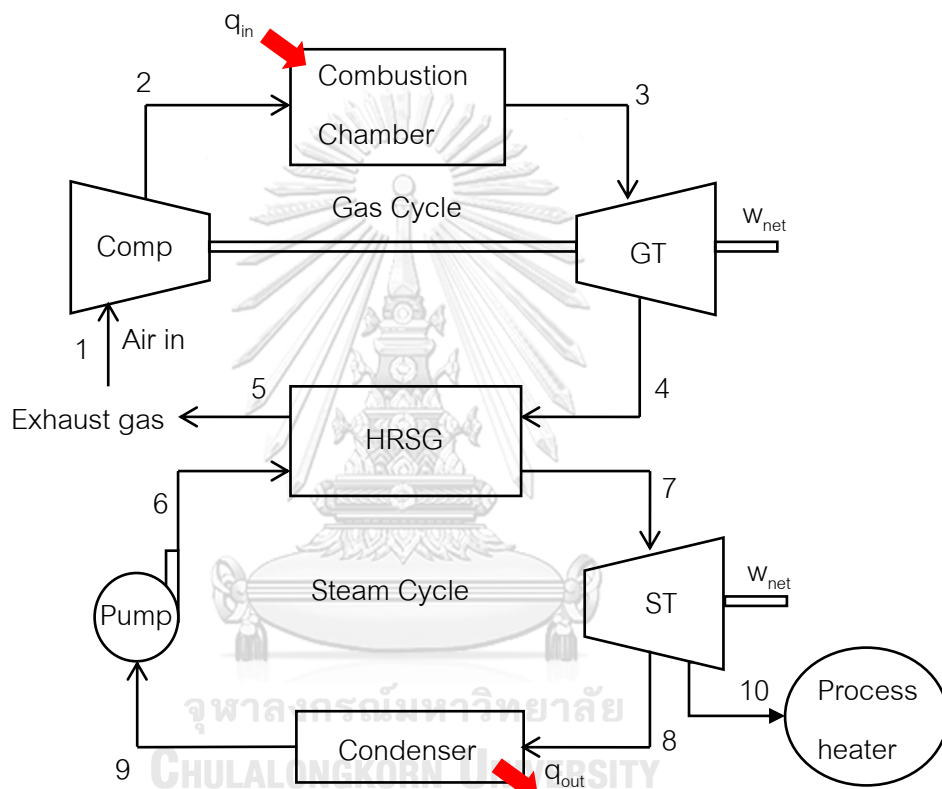 q_in
2
Combustion
Chamber
3
Gas Cycle
Comp
GT
w_net
1
Air in
5
4
Exhaust gas
HRSG
6
7
Steam Cycle
w_net
Pump
ST
10
Process
heater
จุฬาลงกรณ์มหาวิทยาลัย
9
Condenser
8
CHULALONGKORN UNIVERSITY
q_out